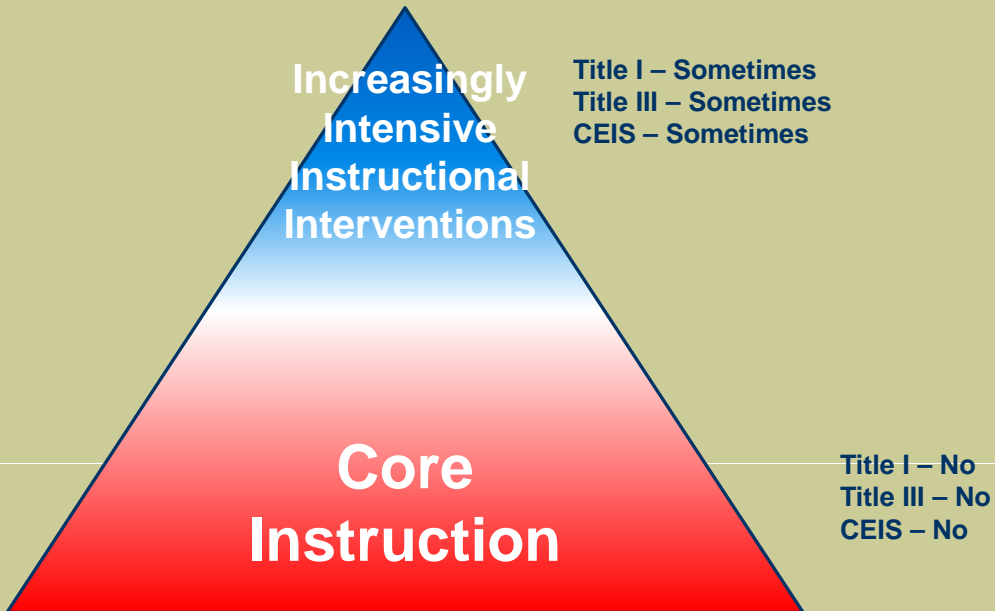 Increasingly
Intensive
Instructional
Interventions
Title I – Sometimes
Title III – Sometimes
CEIS – Sometimes
Core
Instruction
Title I – No
Title III – No
CEIS – No